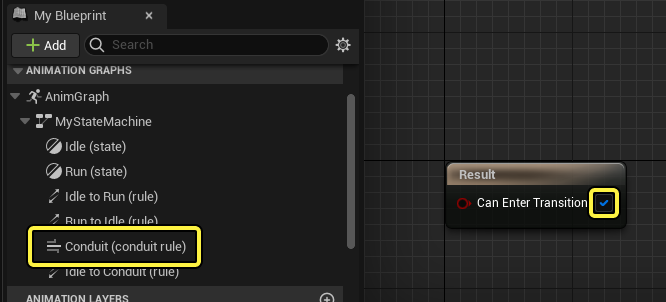 My Blueprint
Add
Search
ANIMATION GRAPHS
AnimGraph
MyStateMachine
Idle (state)
Run (state)
Idle to Run (rule)
Run to Idle (rule)
Conduit (conduit rule)
Idle to Conduit (rule)
ANIMATION LAYERS
Result
Can Enter Transition